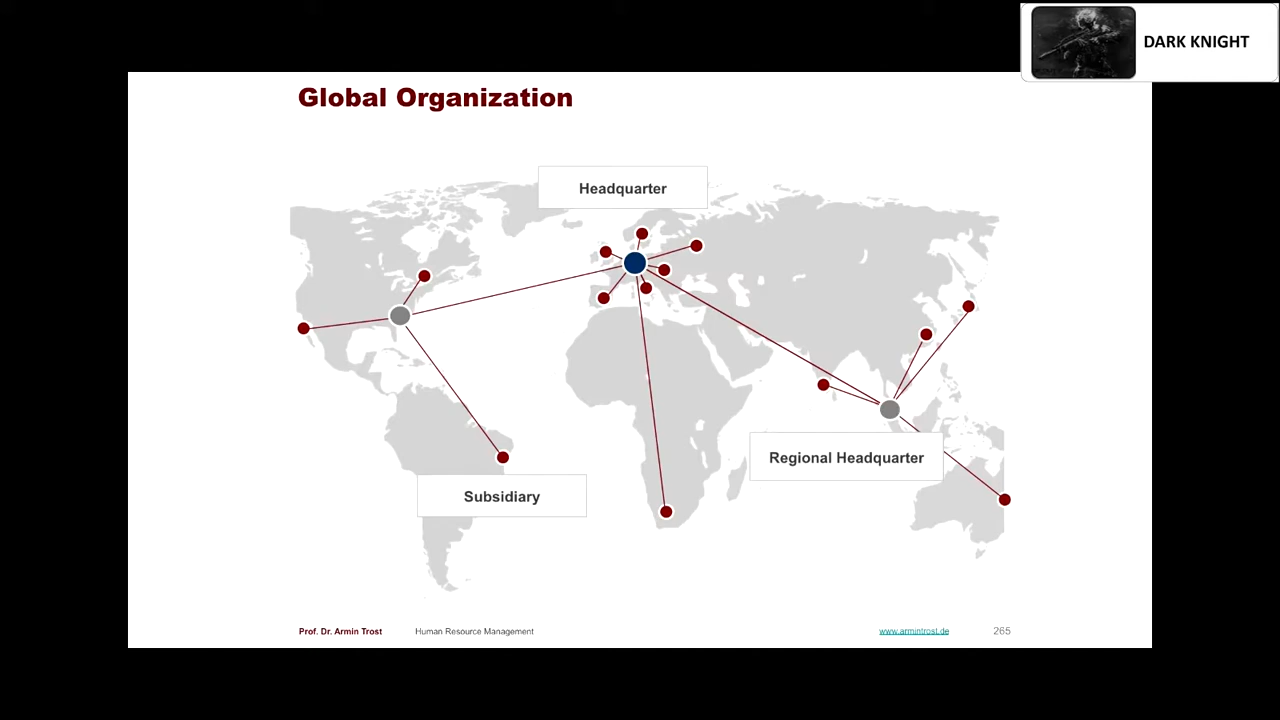 DARK KNIGHT
Global Organization
Headquarter
Regional Headquarter
Subsidiary
Prof. Dr. Armin Trost Human Resource Management www.armintrost.de 265